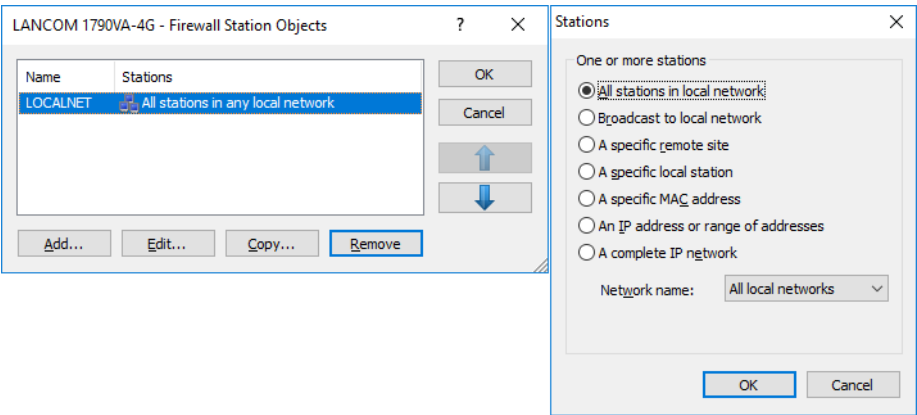 LANCOM 1790VA-4G - Firewall Station Objects
Name Stations
LOCALNET All stations in any local network
OK
Cancel
Add... Edit... Copy... Remove
Stations
One or more stations
All stations in local network
Broadcast to local network
A specific remote site
A specific local station
A specific MAC address
An IP address or range of addresses
A complete IP network
Network name: All local networks
OK Cancel